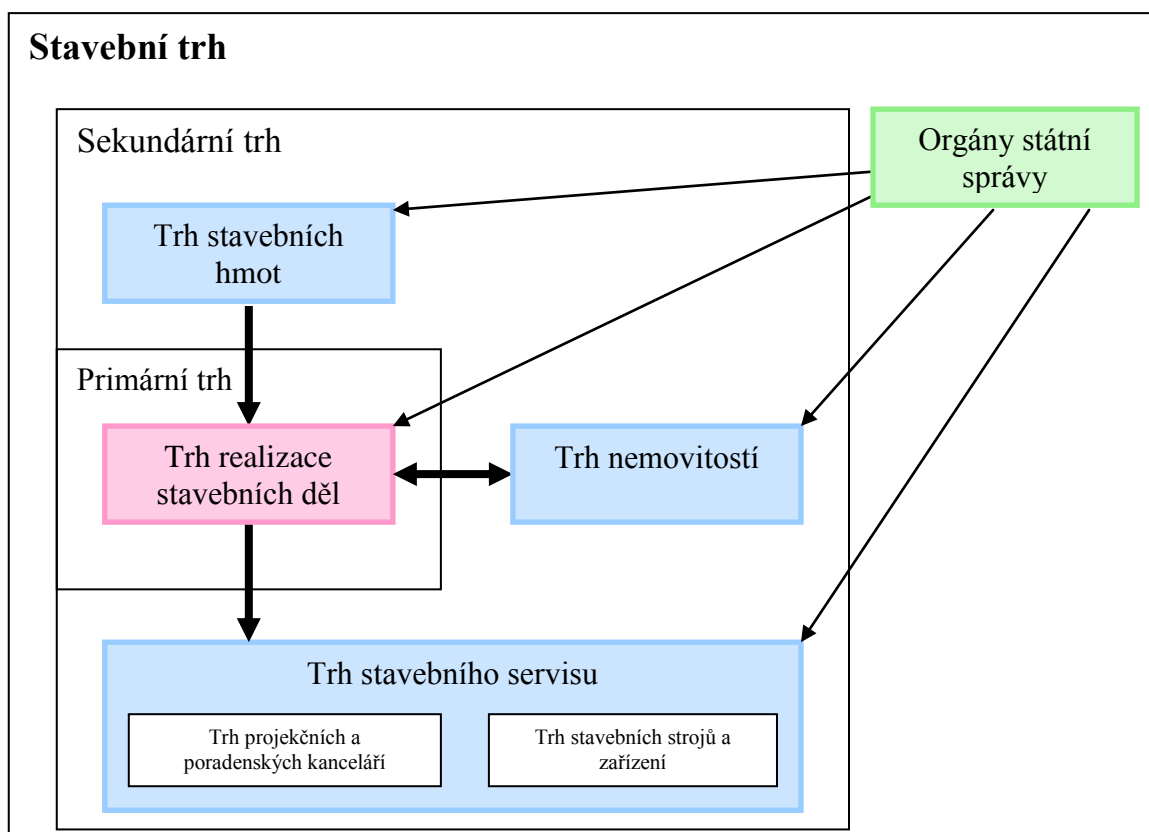 Stavební trh
Sekundární trh
Orgány státní
správy
Trh stavebních
hmot
Primární trh
Trh realizace
stavebních děl
Trh nemovitostí
Trh stavebního servisu
Trh projekčních a
poradenských kanceláří
Trh stavebních strojů a
zařízení